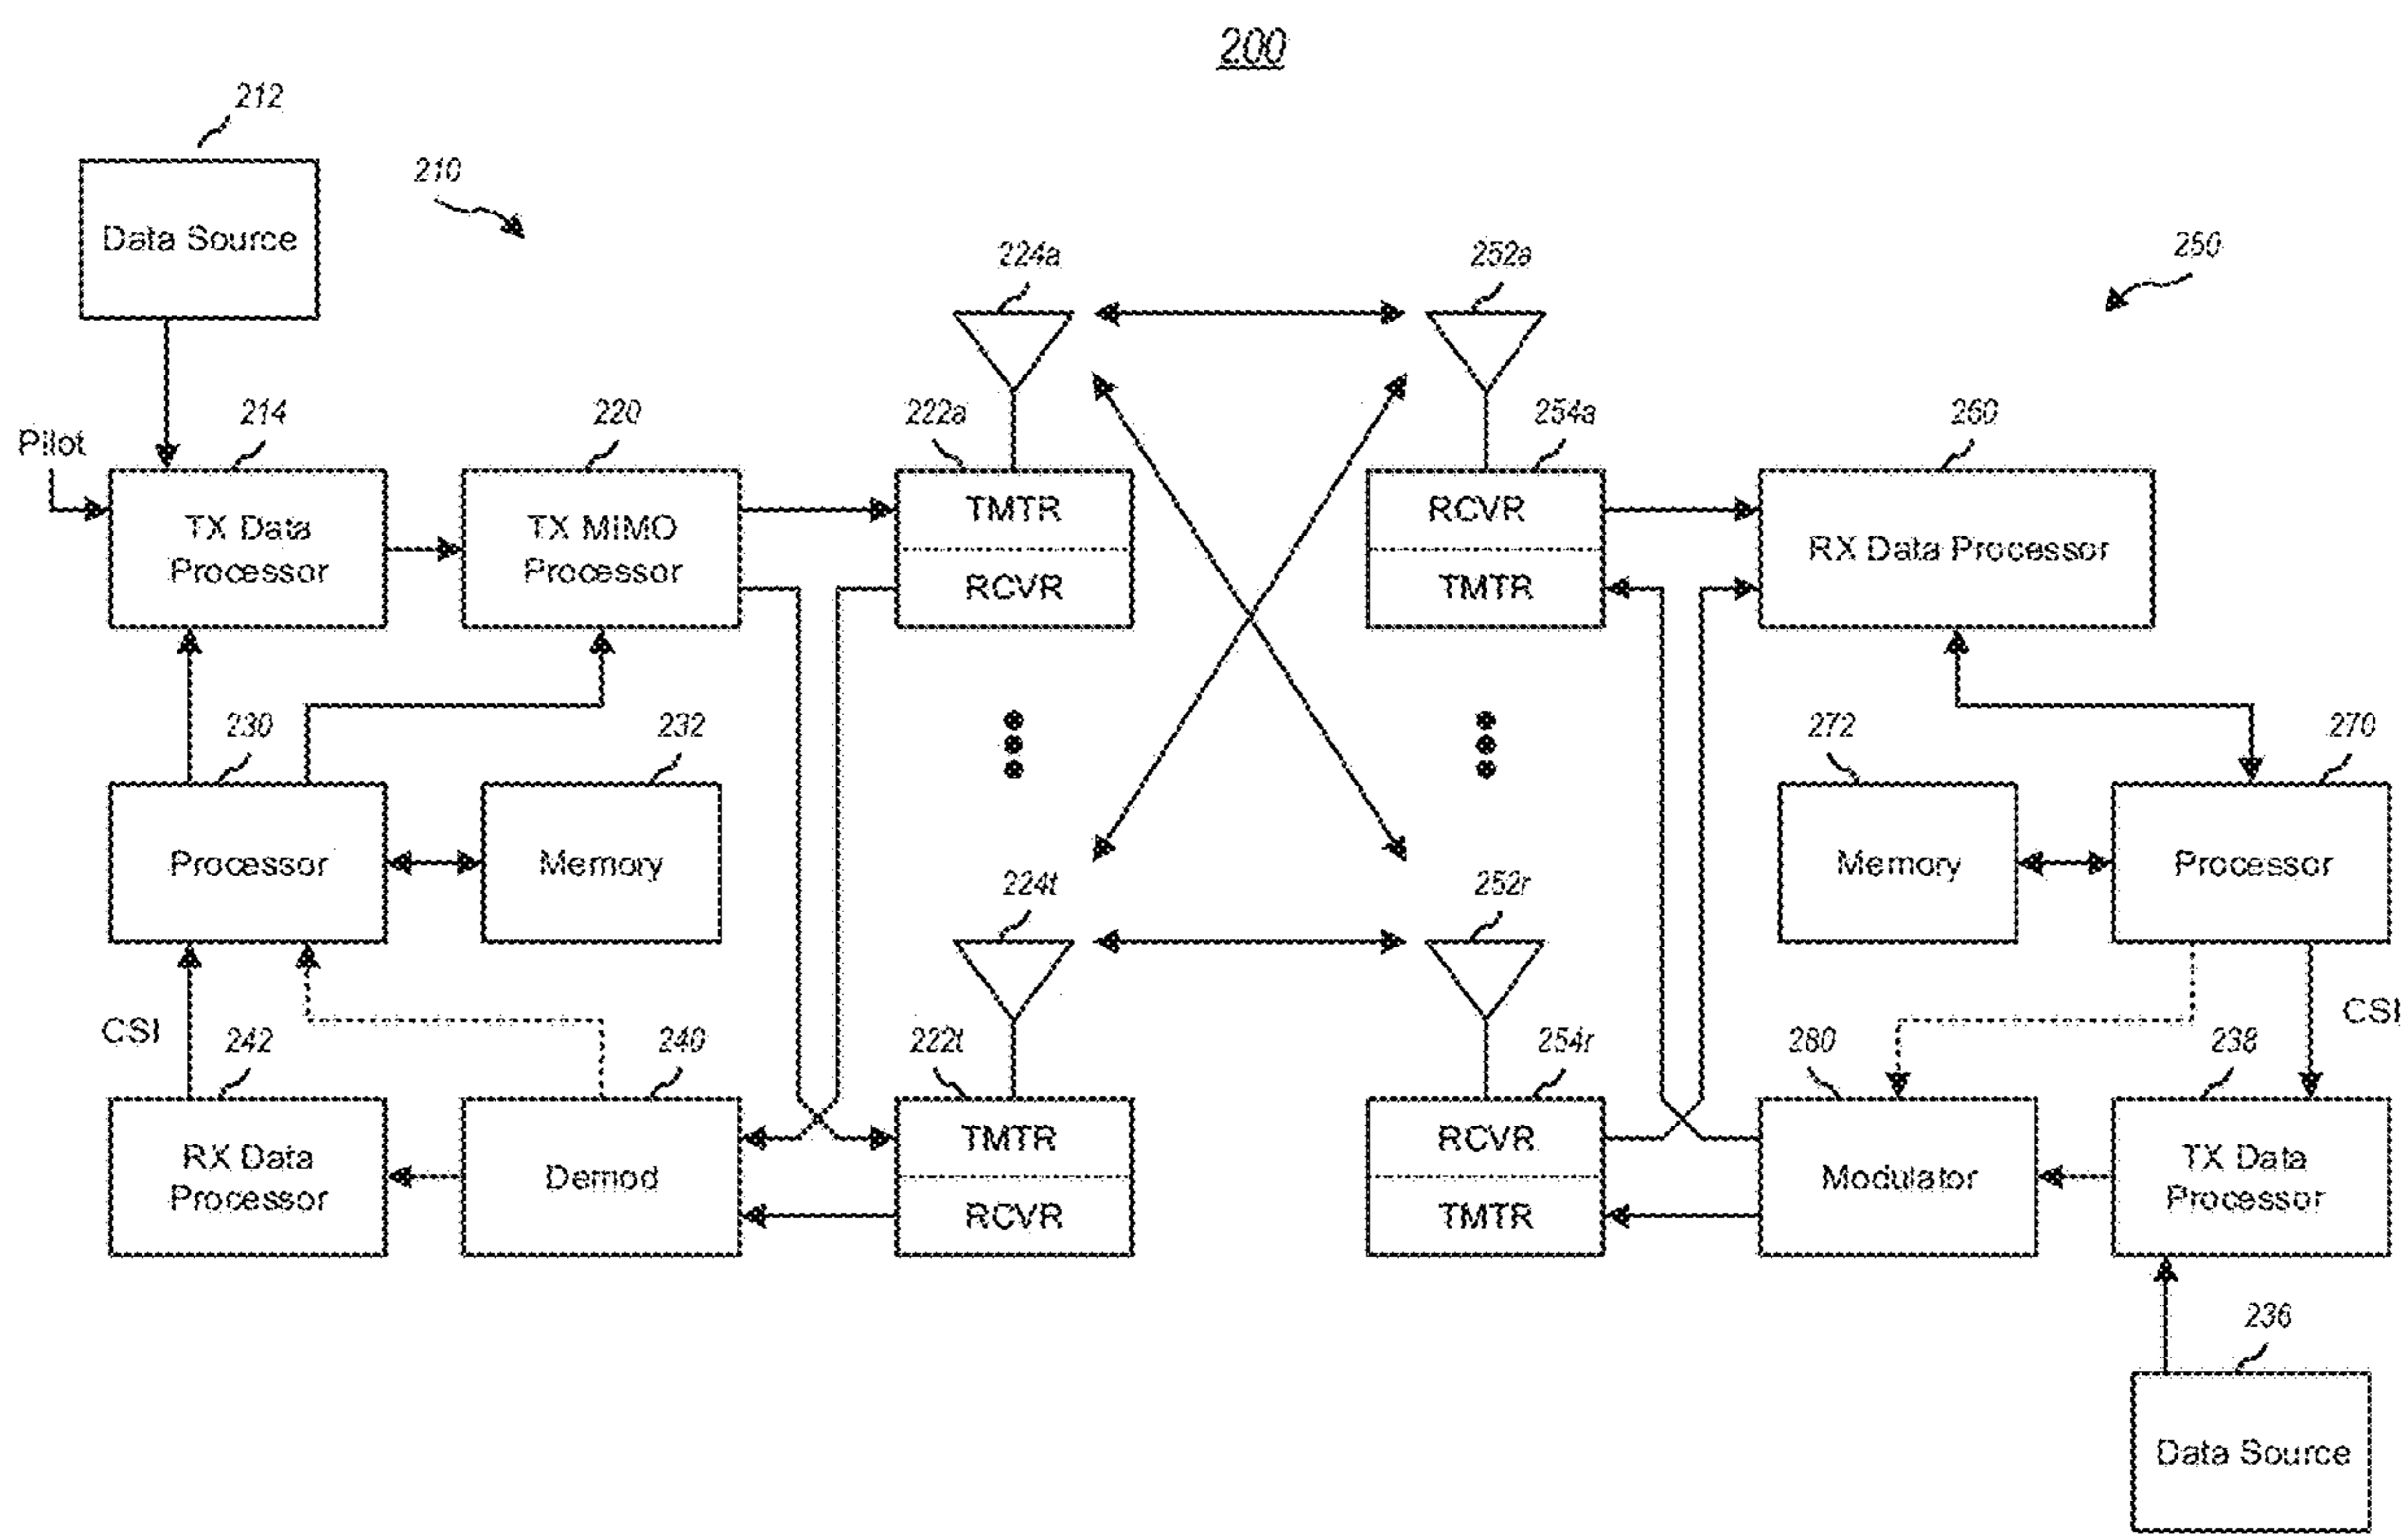 200
212
Data Source
210
224a
252a
250
Pilot
214
220
222a
254a
260
TX Data
Processor
TX MIMO
Processor
TMTR
RCVR
RCVR
TMTR
RX Data Processor
230
232
272
270
Processor
Memory
Memory
Processor
224t
252r
CSI
242
240
222t
254r
280
238
CSI
RX Data
Processor
Demod
TMTR
RCVR
RCVR
TMTR
Modulator
TX Data
Processor
236
Data Source